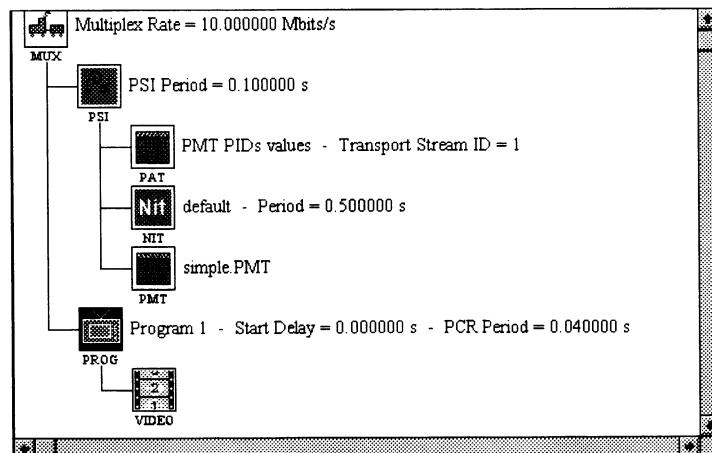 Multiplex Rate = 10.000000 Mbits/s
MUX
PSI Period = 0.100000 s
PSI
PMT PIDs values - Transport Stream ID = 1
PAT
Nit
default - Period = 0.500000 s
NIT
simple.PMT
PMT
Program 1 - Start Delay = 0.000000 s - PCR Period = 0.040000 s
PROG
2
1
VIDEO